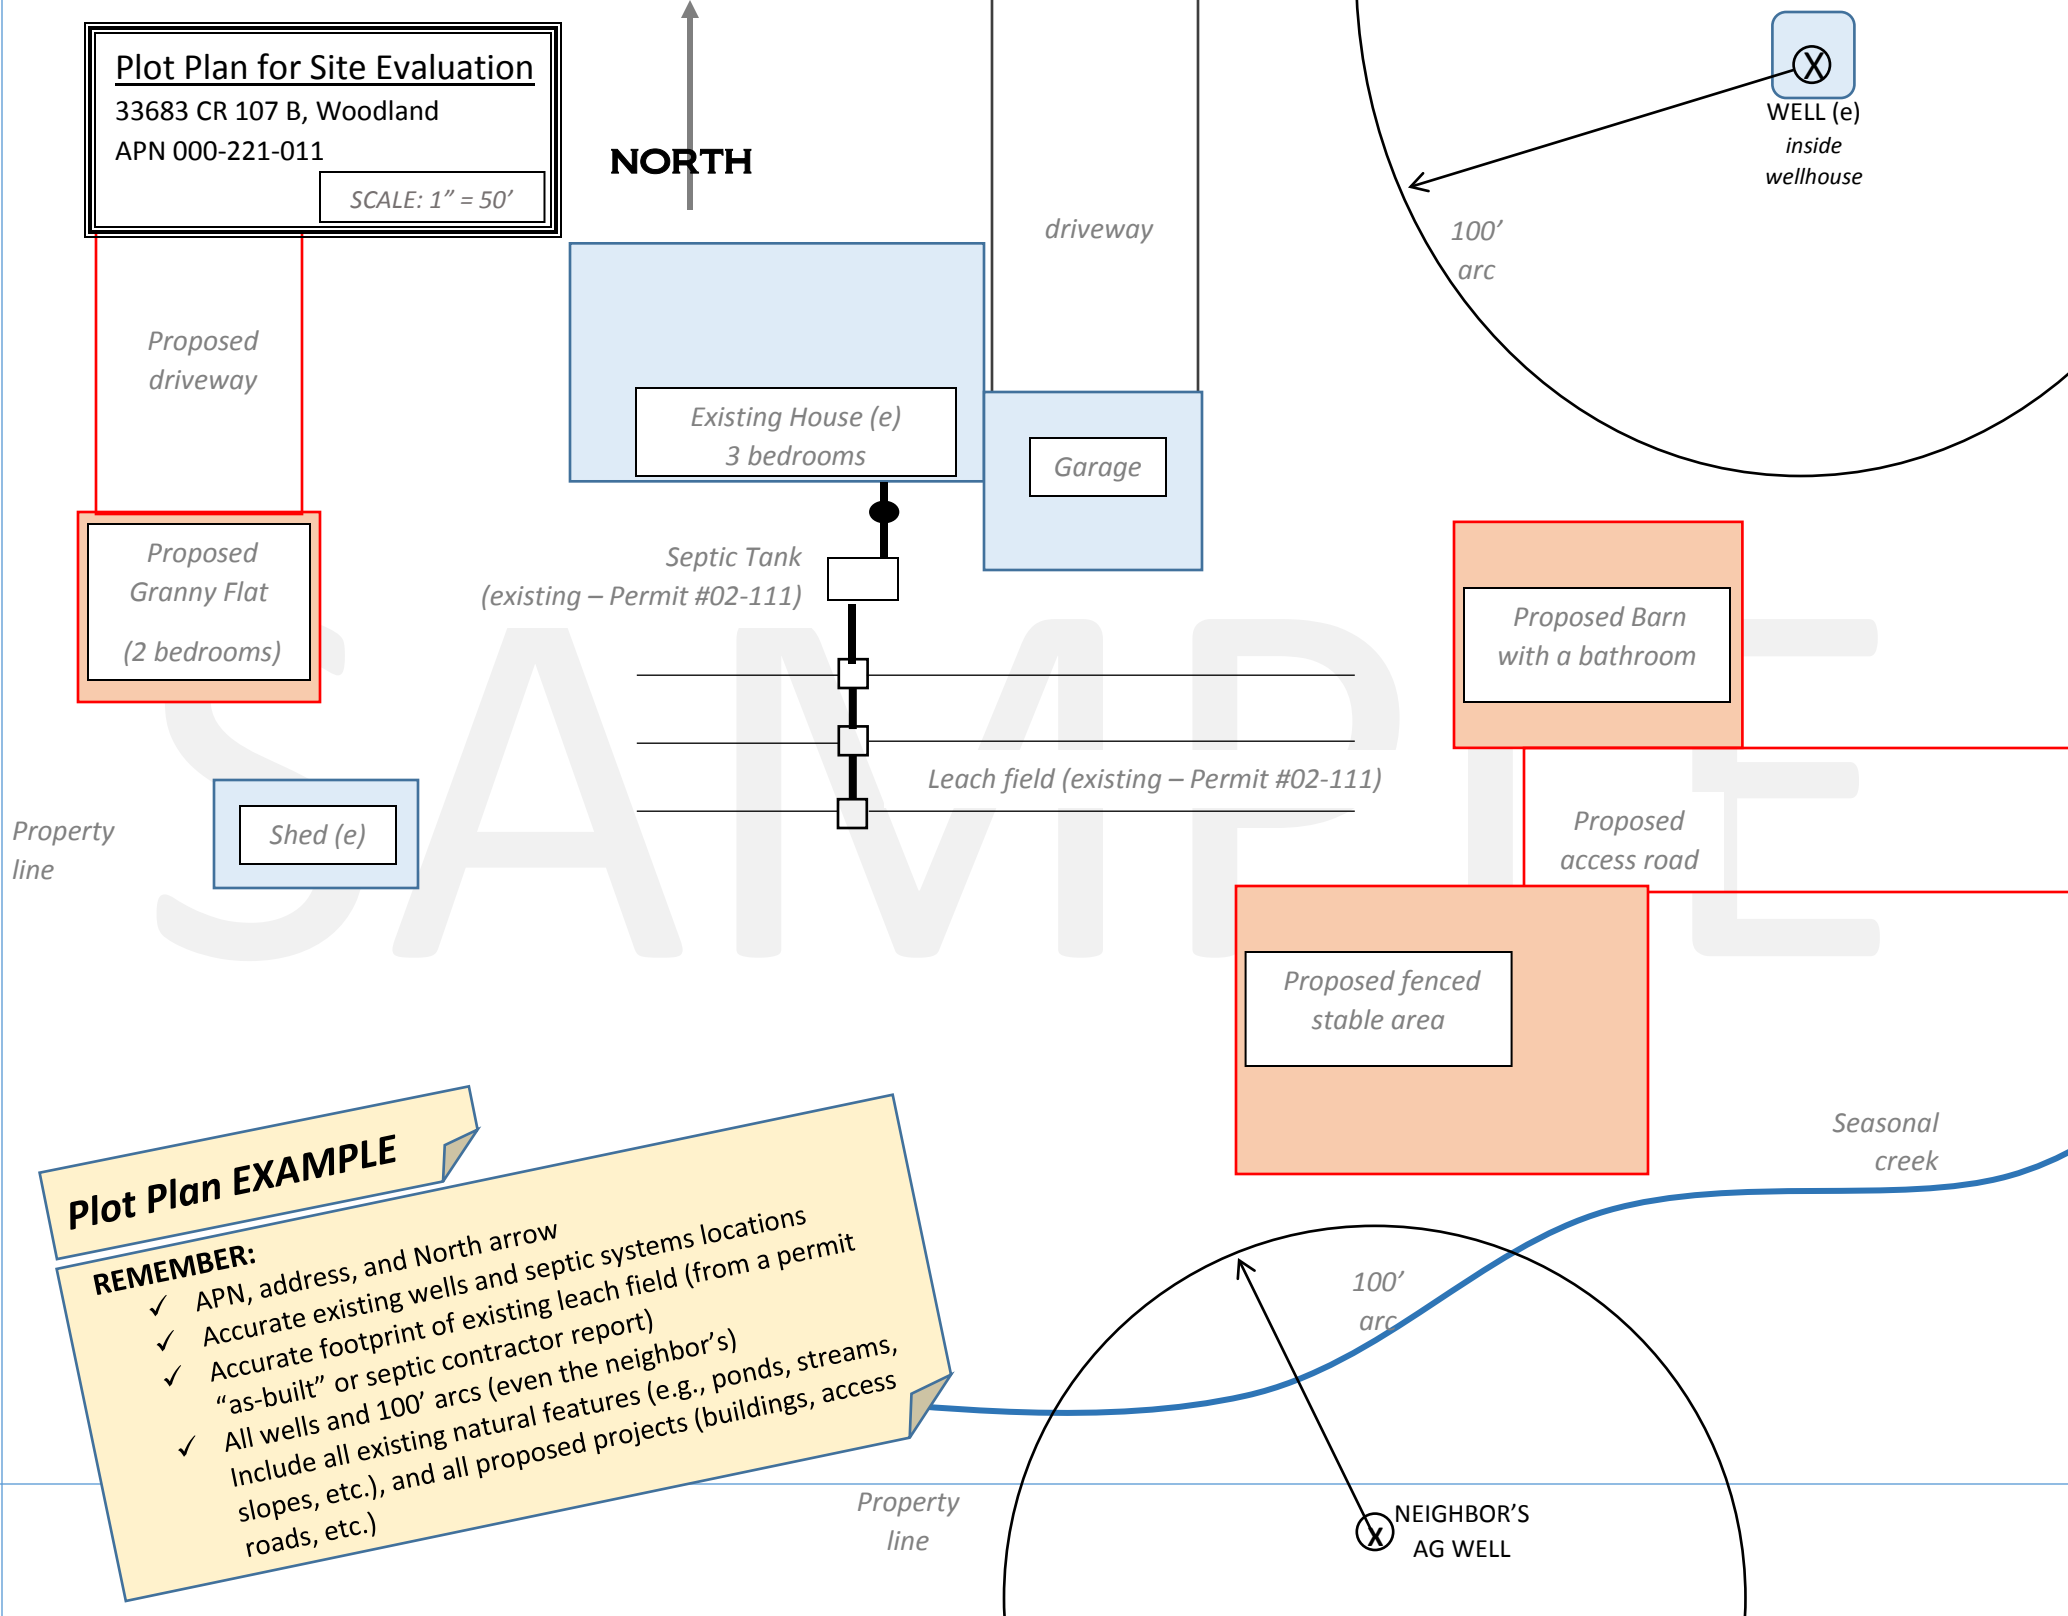 Plot Plan for Site Evaluation
33683 CR 107 B, Woodland
APN 000-221-011
SCALE: 1” = 50’
NORTH
driveway
X
WELL (e)
inside
wellhouse
100’
arc
Proposed
driveway
Existing House (e)
3 bedrooms
Garage
Proposed
Granny Flat
(2 bedrooms)
Septic Tank
(existing – Permit #02-111)
Proposed Barn
with a bathroom
Leach field (existing – Permit #02-111)
Property
line
Shed (e)
Proposed
access road
SAMPLE
Proposed fenced
stable area
Seasonal
creek
Plot Plan EXAMPLE
REMEMBER:
✓ APN, address, and North arrow
✓ Accurate existing wells and septic systems locations
✓ Accurate footprint of existing leach field (from a permit
“as-built” or septic contractor report)
✓ All wells and 100’ arcs (even the neighbor’s)
Include all existing natural features (e.g., ponds, streams,
slopes, etc.), and all proposed projects (buildings, access
roads, etc.)
100’
arc
Property
line
X
NEIGHBOR’S
AG WELL